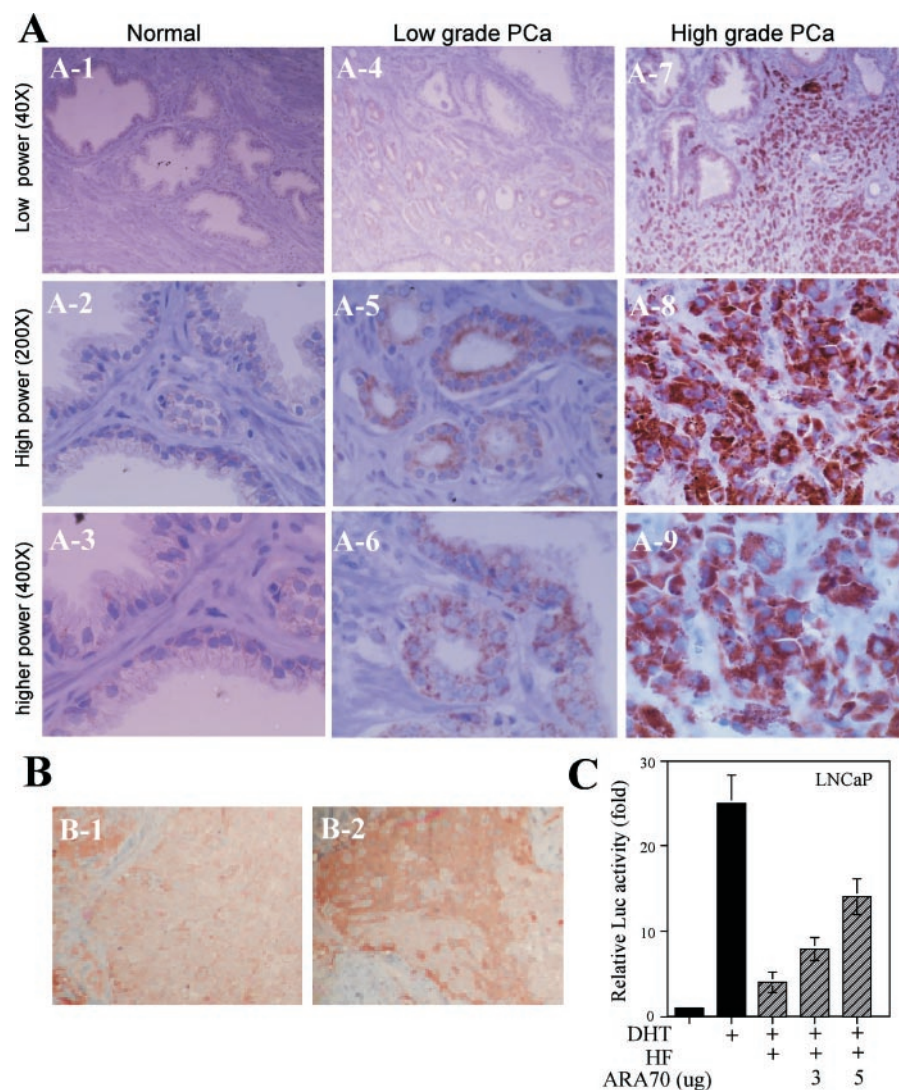 A
Normal
Low grade PCa
High grade PCa
Low power (40X)
A-1
A-4
A-7
High power (200X)
A-2
A-5
A-8
higher power (400X)
A-3
A-6
A-9
B
B-1
B-2
C
LNCaP
Relative Luc activity (fold)
30
20
10
0
DHT + + + +
HF + + +
ARA70 (ug) 3 5